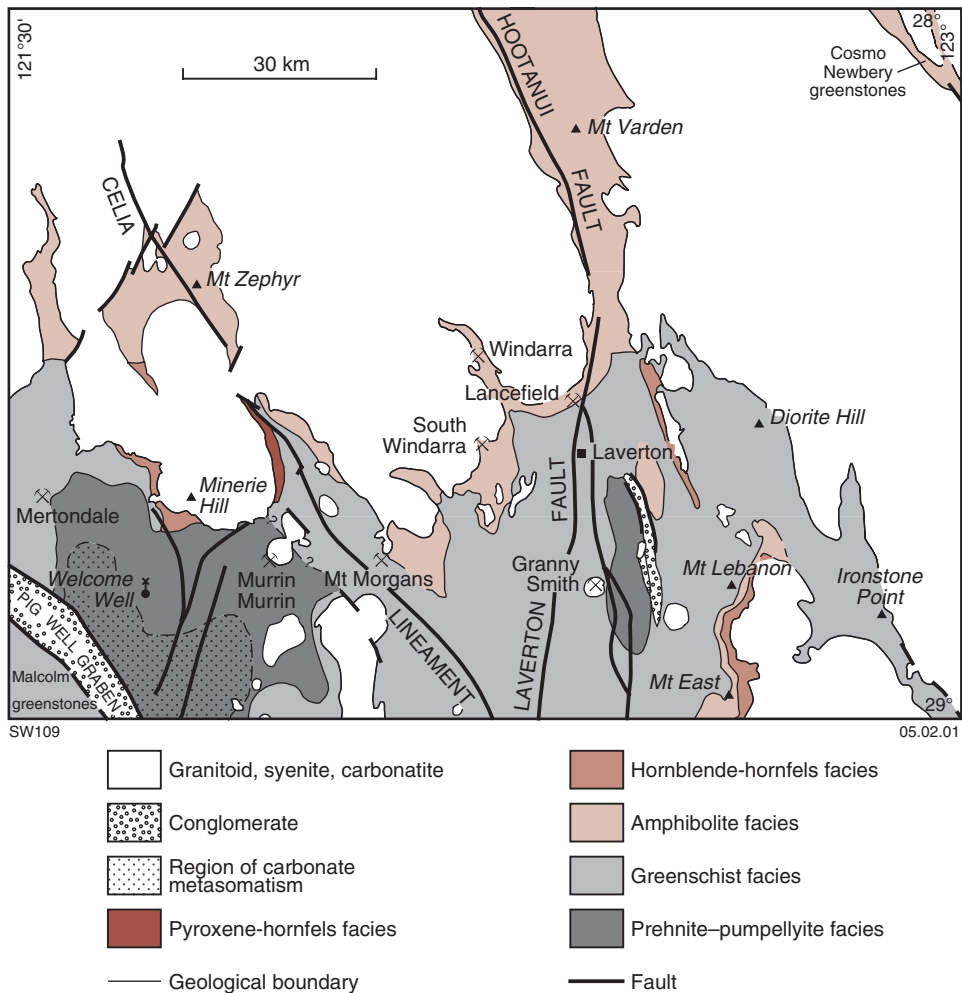 121°30'
30 km
HOOTANUI
FAULT
28°
123°
Cosmo
Newbery
greenstones
Mt Varden
CELIA
Mt Zephyr
Windarra
Lancefield
South
Windarra
Diorite Hill
Laverton
Minerie
Hill
Mertondale
Welcome
Well
Murrin
Murrin
Mt Morgans
LINEAMENT
LAVERTON
FAULT
Granny
Smith
Mt Lebanon
Ironstone
Point
Mt East
PIG WELL GRABEN
Malcolm
greenstones
29°
SW109
05.02.01
Granitoid, syenite, carbonatite
Conglomerate
Region of carbonate
metasomatism
Pyroxene-hornfels facies
Geological boundary
Hornblende-hornfels facies
Amphibolite facies
Greenschist facies
Prehnite–pumpellyite facies
Fault